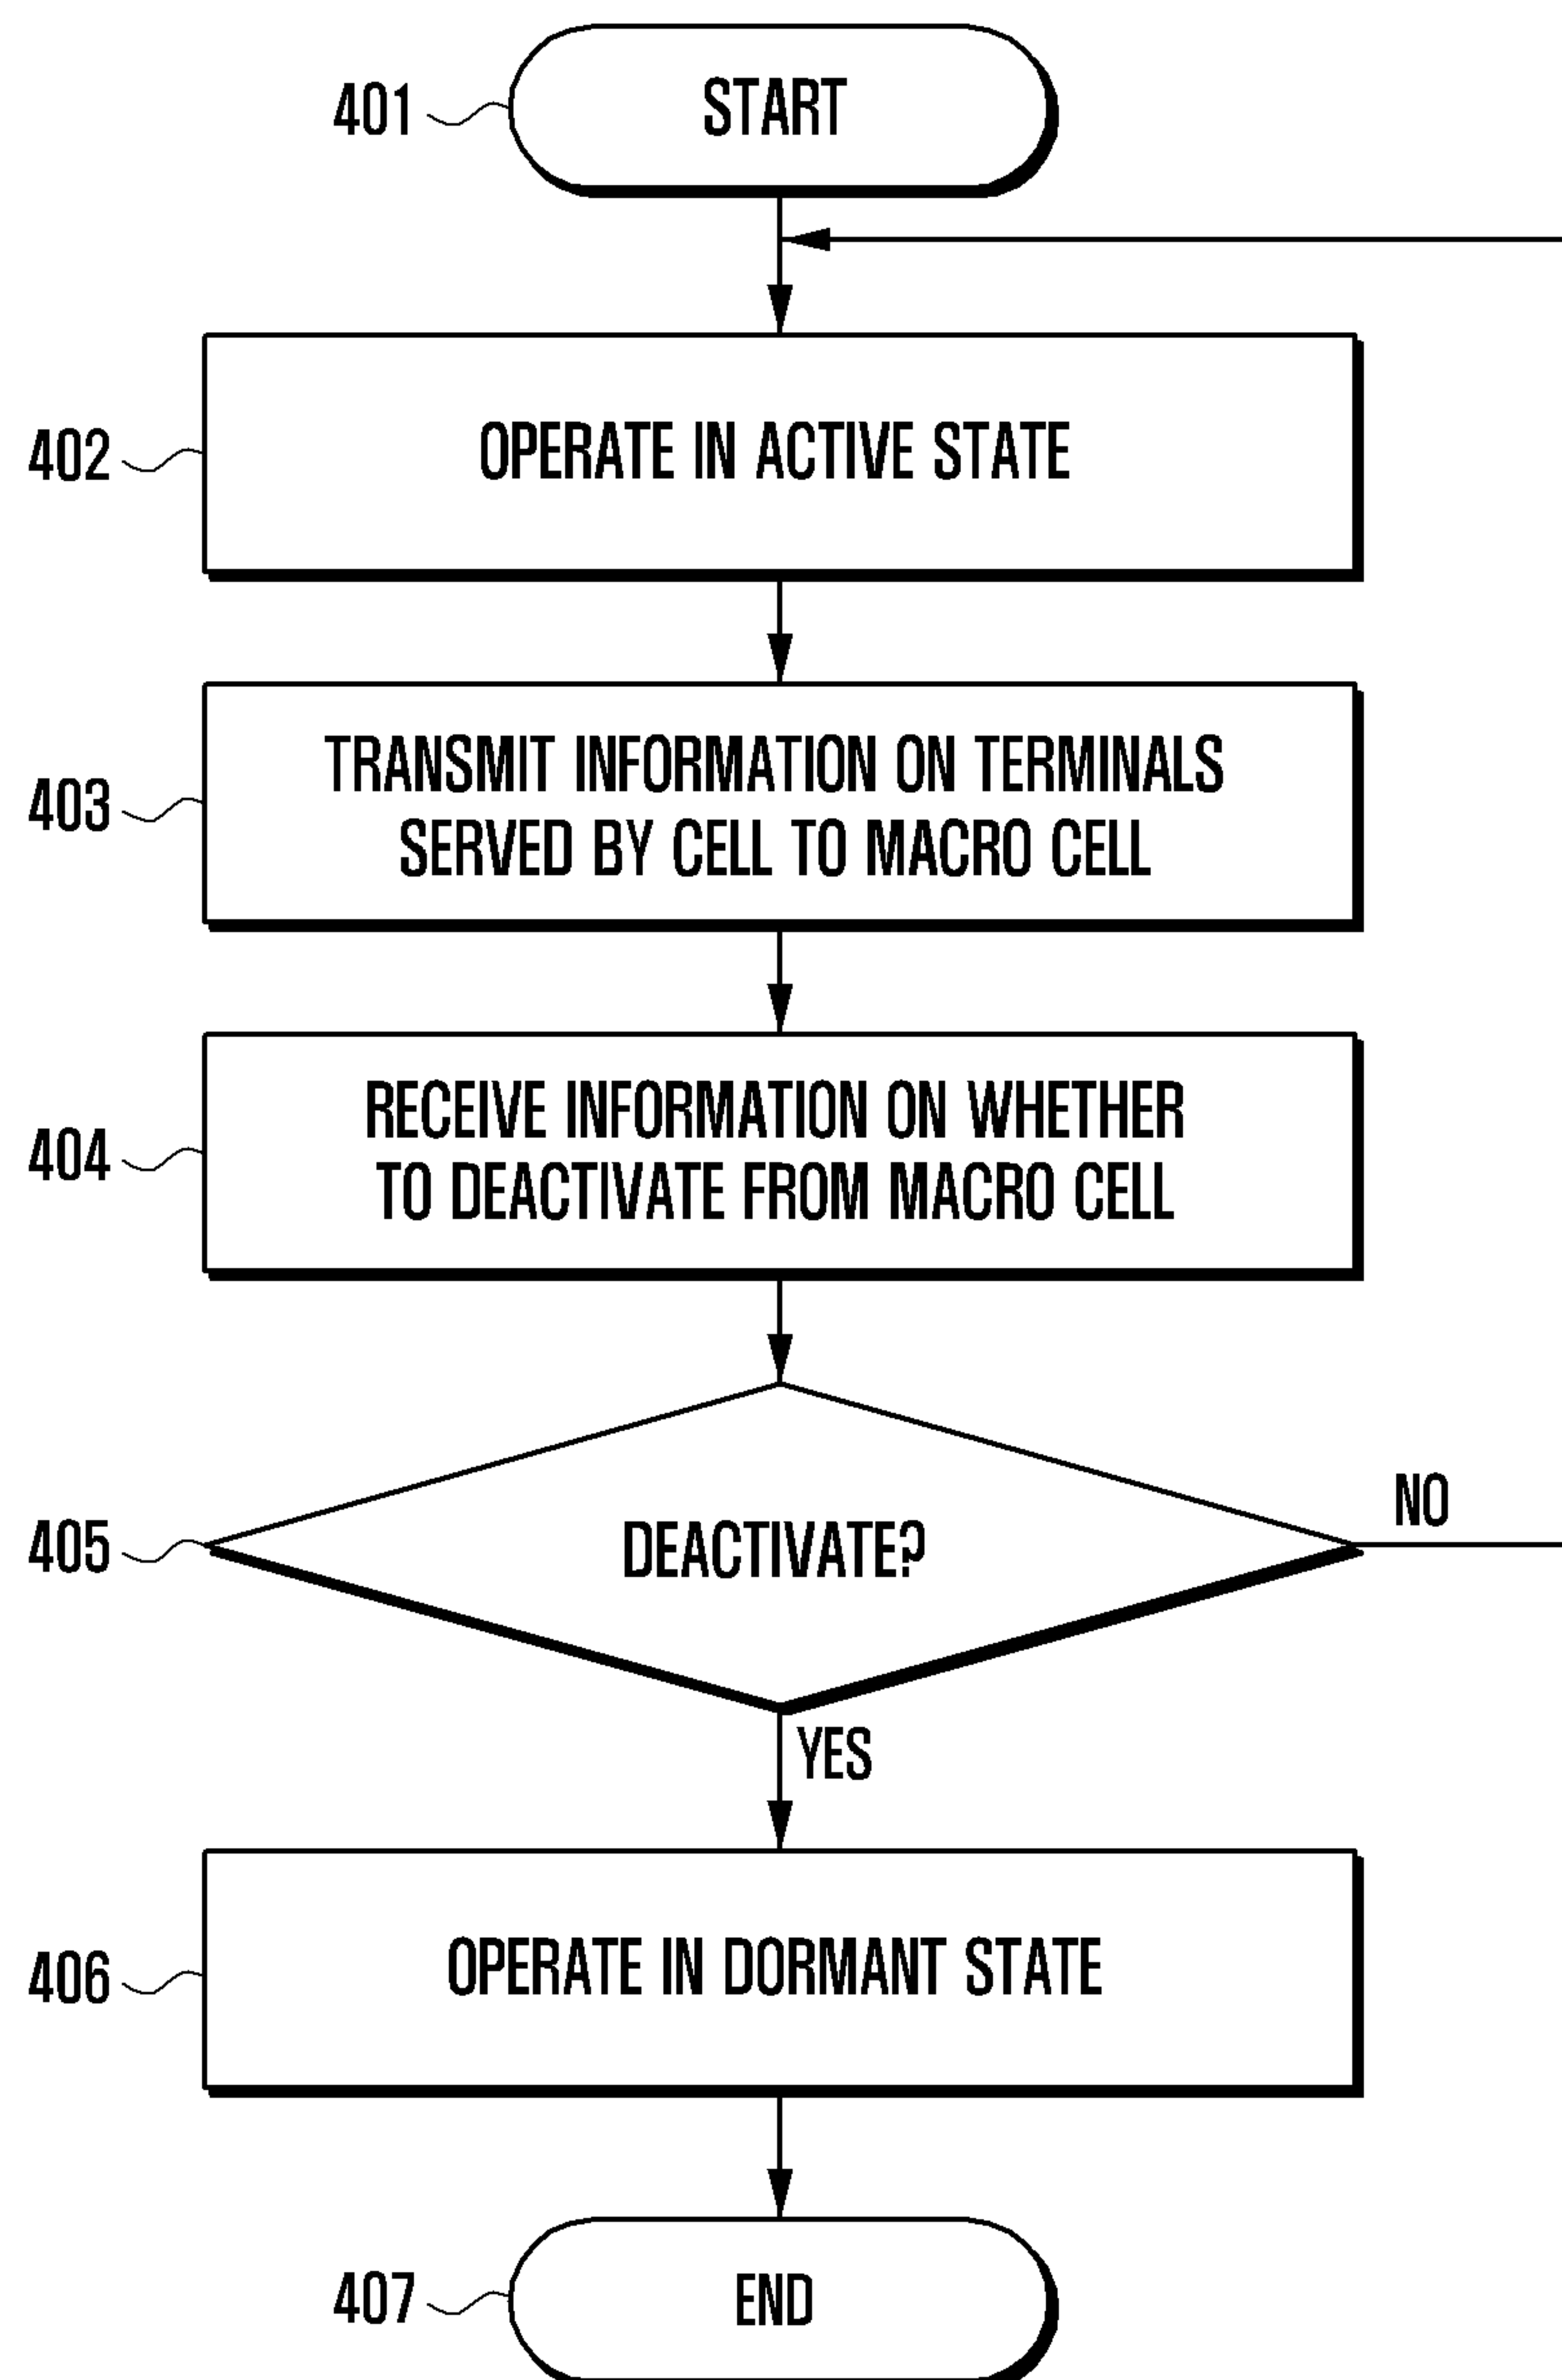 401
START
402
OPERATE IN ACTIVE STATE
403
TRANSMIT INFORMATION ON TERMINALS
SERVED BY CELL TO MACRO CELL
404
RECEIVE INFORMATION ON WHETHER
TO DEACTIVATE FROM MACRO CELL
405
DEACTIVATE?
NO
YES
406
OPERATE IN DORMANT STATE
407
END